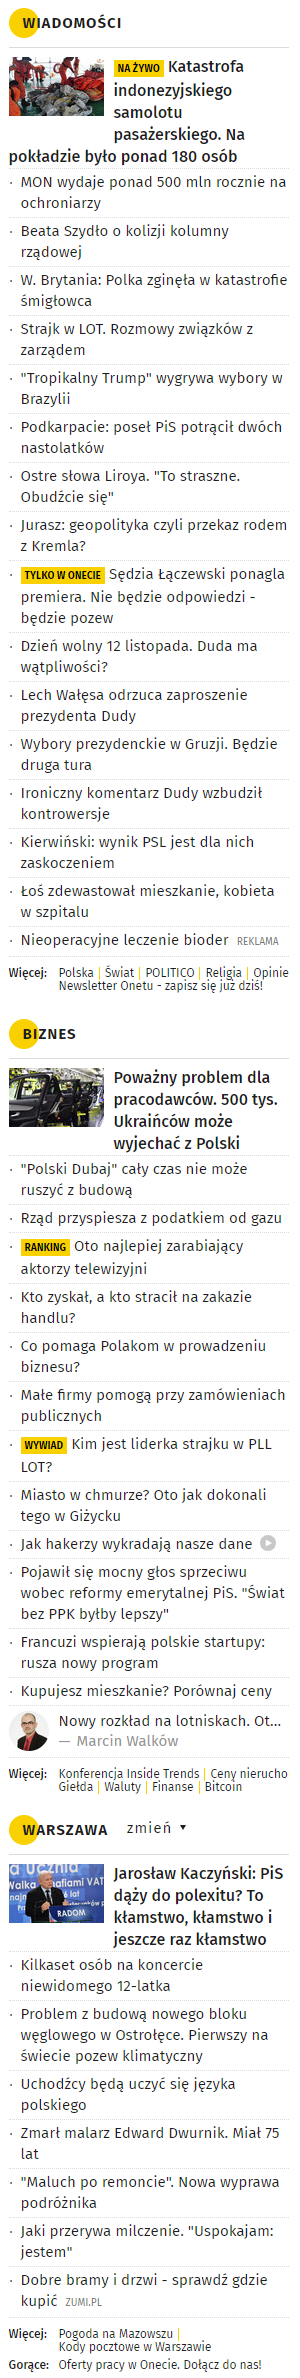 WIADOMOŚCI
NA ŻYWO Katastrofa
indonezyjskiego
samolotu
pasażerskiego. Na
pokładzie było ponad 180 osób
· MON wydaje ponad 500 mln rocznie na
ochroniarzy
· Beata Szydło o kolizji kolumny
rządowej
· W. Brytania: Polka zginęła w katastrofie
śmigłowca
· Strajk w LOT. Rozmowy związków z
zarządem
· "Tropikalny Trump" wygrywa wybory w
Brazylii
· Podkarpacie: poseł PiS potrącił dwóch
nastolatków
· Ostre słowa Liroya. "To straszne.
Obudźcie się"
· Jurasz: geopolityka czyli przekaz rodem
z Kremla?
· TYLKO W ONECIE Sędzia Łączewski ponagla
premiera. Nie będzie odpowiedzi -
będzie pozew
· Dzień wolny 12 listopada. Duda ma
wątpliwości?
· Lech Wałęsa odrzuca zaproszenie
prezydenta Dudy
· Wybory prezydenckie w Gruzji. Będzie
druga tura
· Ironiczny komentarz Dudy wzbudził
kontrowersje
· Kierwiński: wynik PSL jest dla nich
zaskoczeniem
· Łoś zdewastował mieszkanie, kobieta
w szpitalu
· Nieoperacyjne leczenie bioder REKLAMA
Więcej: Polska | Świat | POLITICO | Religia | Opinie
Newsletter Onetu - zapisz się już dziś!
BIZNES
Poważny problem dla
pracodawców. 500 tys.
Ukraińców może
wyjechać z Polski
· "Polski Dubaj" cały czas nie może
ruszyć z budową
· Rząd przyspiesza z podatkiem od gazu
· RANKING Oto najlepiej zarabiający
aktorzy telewizyjni
· Kto zyskał, a kto stracił na zakazie
handlu?
· Co pomaga Polakom w prowadzeniu
biznesu?
· Małe firmy pomogą przy zamówieniach
publicznych
· WYWIAD Kim jest liderka strajku w PLL
LOT?
· Miasto w chmurze? Oto jak dokonali
tego w Giżycku
· Jak hakerzy wykradają nasze dane
· Pojawił się mocny głos sprzeciwu
wobec reformy emerytalnej PiS. "Świat
bez PPK byłby lepszy"
· Francuzi wspierają polskie startupy:
rusza nowy program
· Kupujesz mieszkanie? Porównaj ceny
Nowy rozkład na lotniskach. Ot...
— Marcin Walków
Więcej: Konferencja Inside Trends | Ceny nierucho
Giełda | Waluty | Finanse | Bitcoin
WARSZAWA zmień
Jarosław Kaczyński: PiS
dąży do polexitu? To
kłamstwo, kłamstwo i
jeszcze raz kłamstwo
RADOM
· Kilkaset osób na koncercie
niewidomego 12-latka
· Problem z budową nowego bloku
węglowego w Ostrołęce. Pierwszy na
świecie pozew klimatyczny
· Uchodźcy będą uczyć się języka
polskiego
· Zmarł malarz Edward Dwurnik. Miał 75
lat
· "Maluch po remoncie". Nowa wyprawa
podróżnika
· Jaki przerywa milczenie. "Uspokajam:
jestem"
· Dobre bramy i drzwi - sprawdź gdzie
kupić ZUMI.PL
Więcej: Pogoda na Mazowszu |
Kody pocztowe w Warszawie
Gorące: Oferty pracy w Onecie. Dołącz do nas!